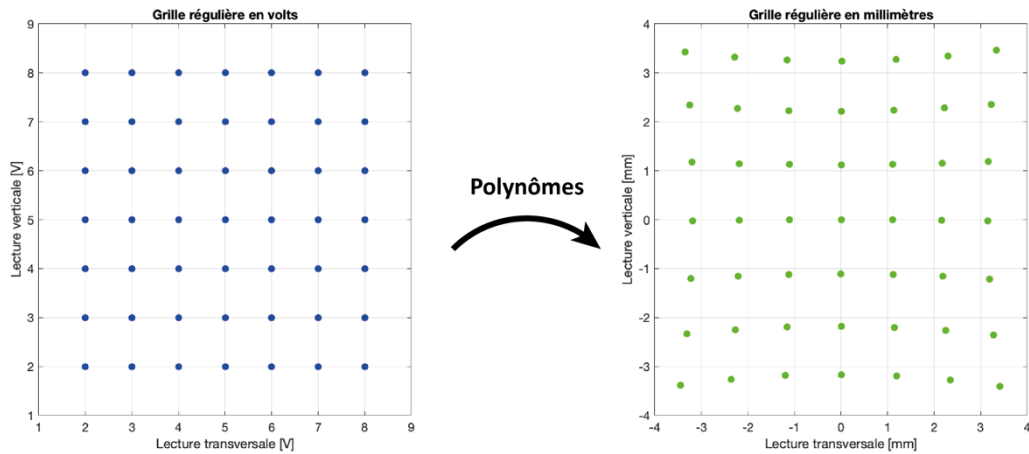 Grille régulière en volts
9
8
7
6
5
4
3
2
1
Lecture verticale [V]
1 2 3 4 5 6 7 8 9
Lecture transversale [V]
Polynômes
Grille régulière en millimètres
4
3
2
1
0
-1
-2
-3
-4
Lecture verticale [mm]
-4 -3 -2 -1 0 1 2 3 4
Lecture transversale [mm]